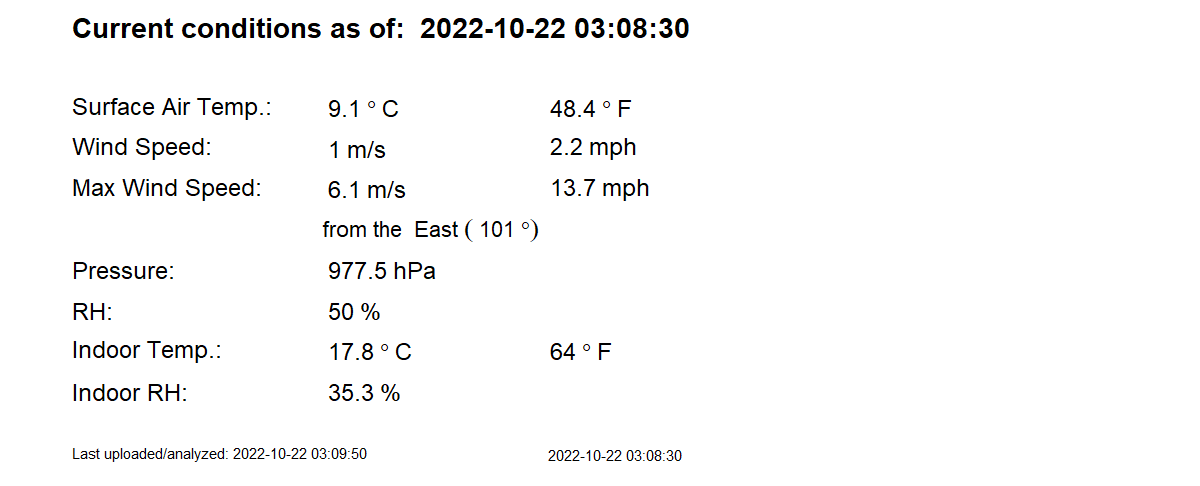 Current conditions as of: 2022-10-22 03:08:30
Surface Air Temp.: 9.1 ° C 48.4 ° F
Wind Speed: 1 m/s 2.2 mph
Max Wind Speed: 6.1 m/s 13.7 mph
from the East ( 101 °)
Pressure: 977.5 hPa
RH: 50 %
Indoor Temp.: 17.8 ° C 64 ° F
Indoor RH: 35.3 %
Last uploaded/analyzed: 2022-10-22 03:09:50 2022-10-22 03:08:30